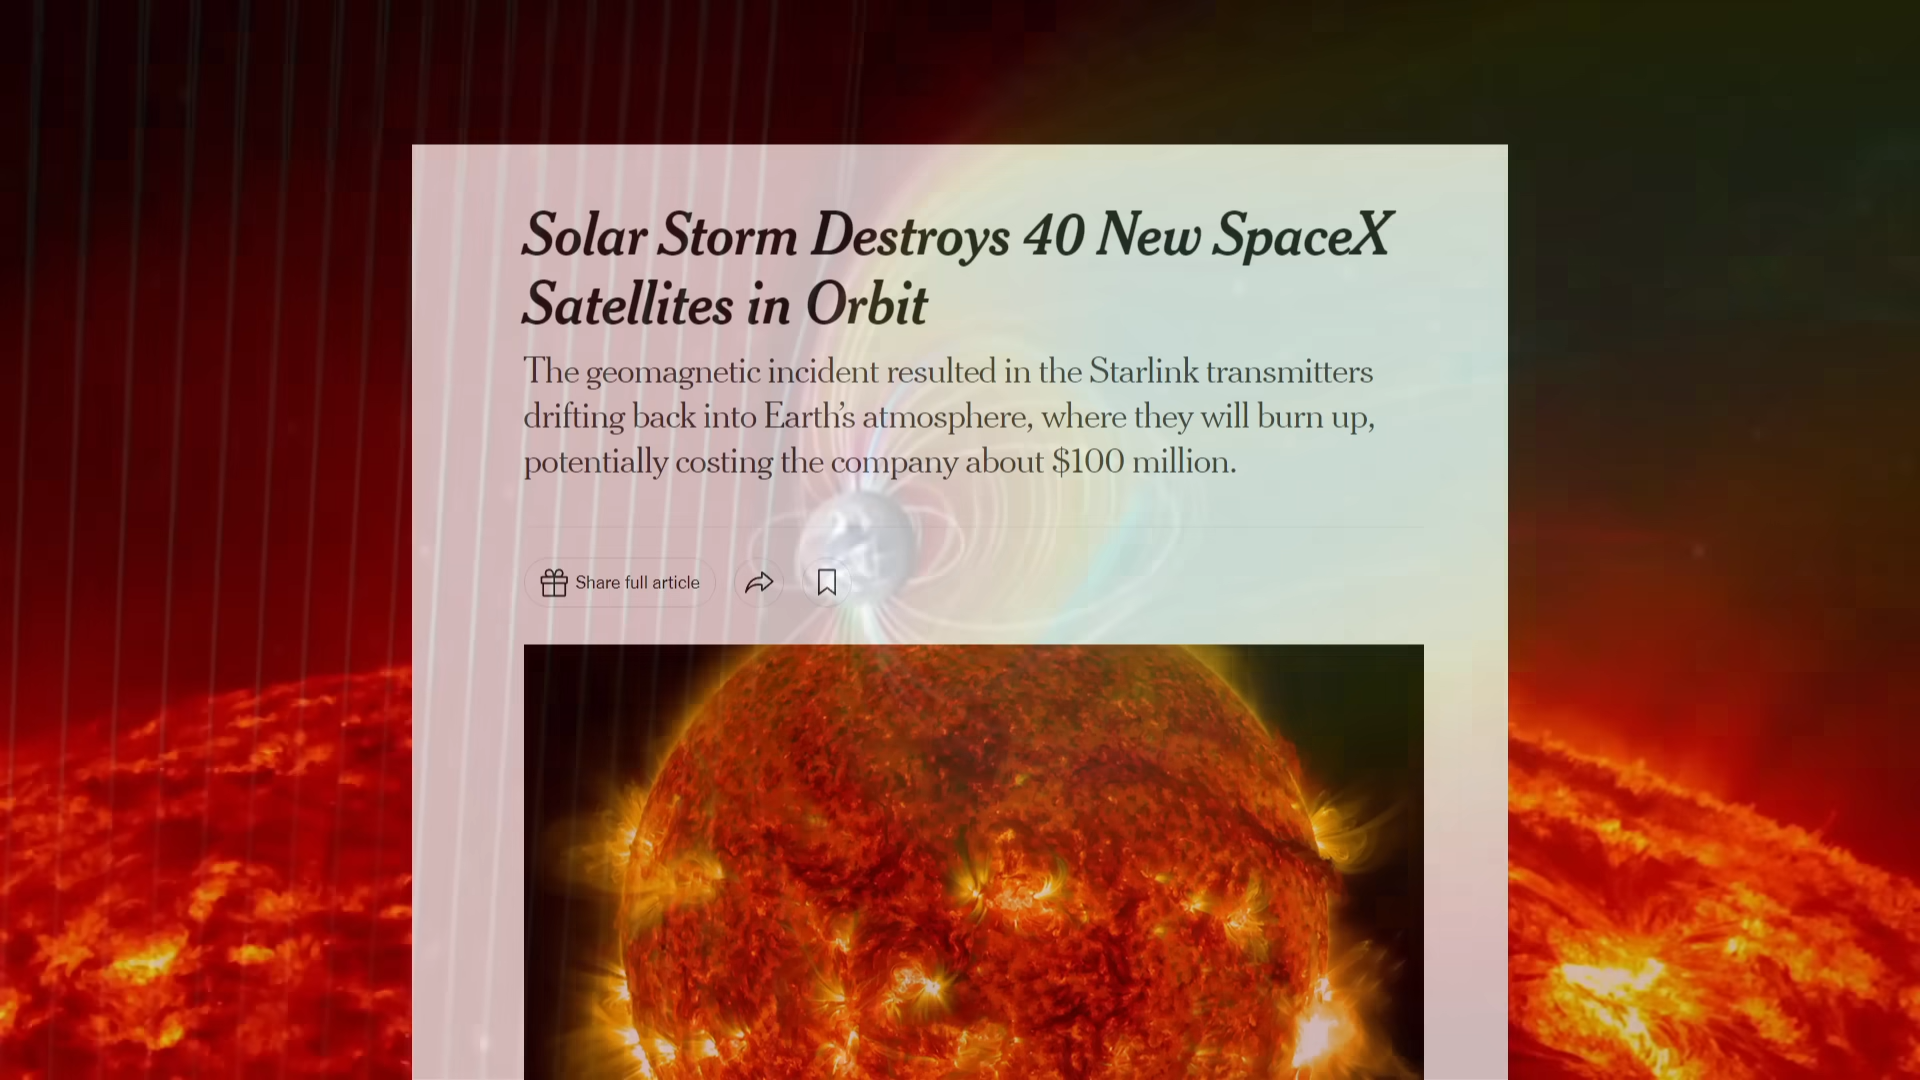 Solar Storm Destroys 40 New SpaceX
Satellites in Orbit
The geomagnetic incident resulted in the Starlink transmitters
drifting back into Earth’s atmosphere, where they will burn up,
potentially costing the company about $100 million.
Share full article